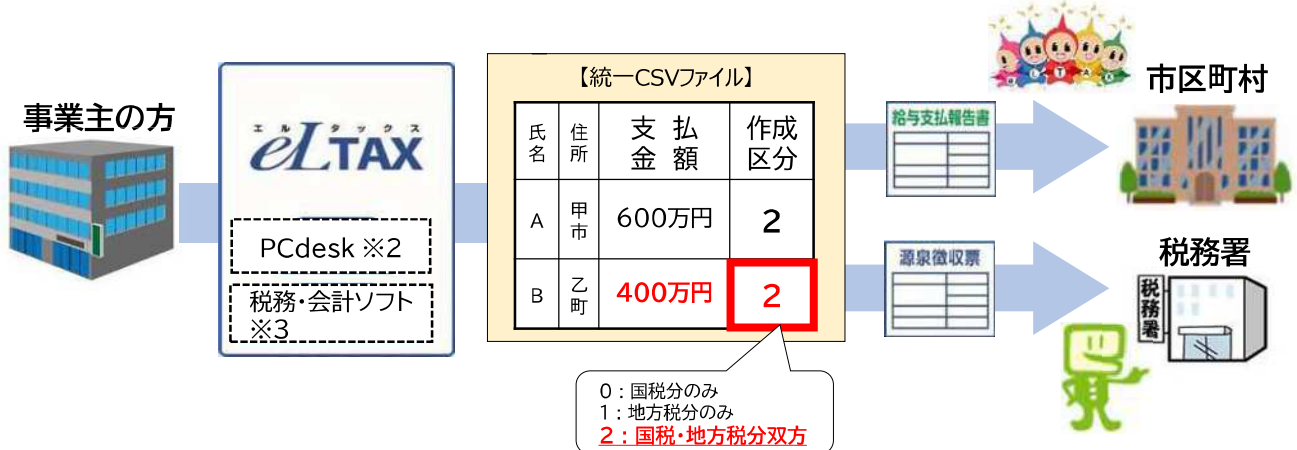 事業主の方
エルタックス
eLTAX
PCdesk ※2
税務・会計ソフト
※3
【統一CSVファイル】
氏名 住所 支払金額 作成区分
A 甲市 600万円 2
B 乙町 400万円 2
0:国税分のみ
1:地方税分のみ
2:国税・地方税分双方
給与支払報告書
eLTAX
市区町村
源泉徴収票
税務署
税務署